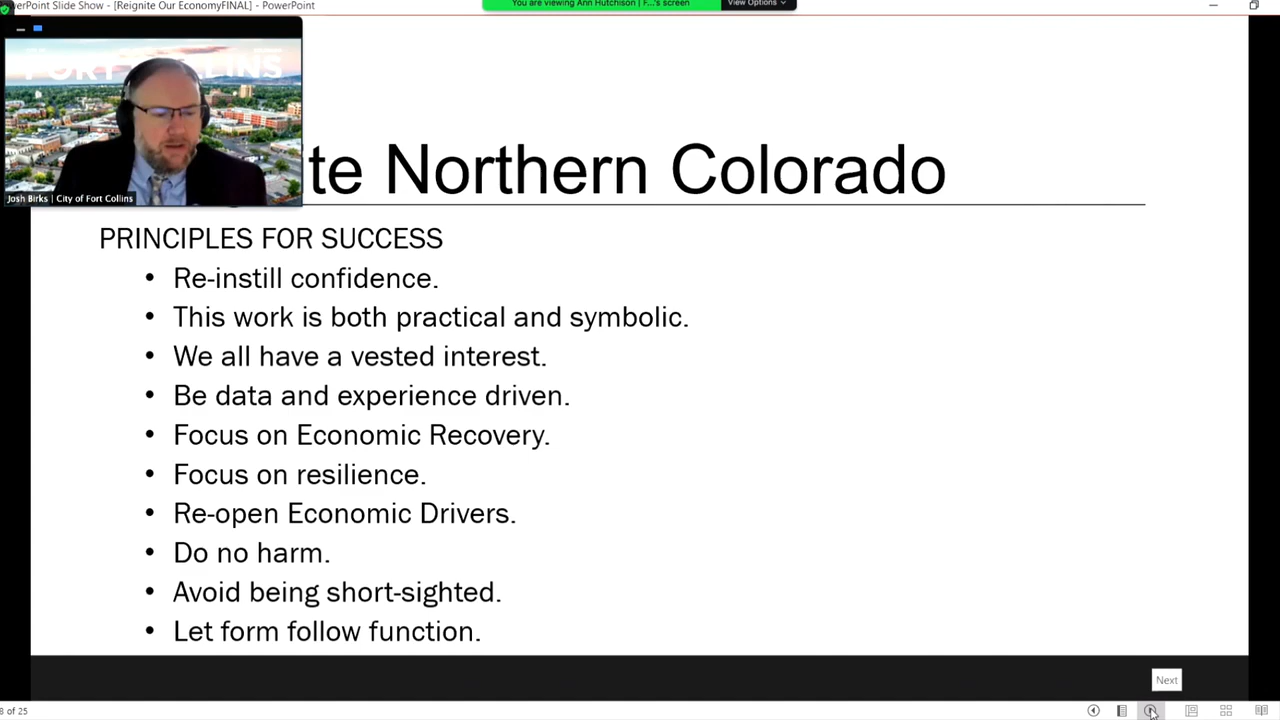 PowerPoint Slide Show - [Reignite Our EconomyFINAL] - PowerPoint
You are viewing Ann Hutchison | F...'s screen
View Options
FORT COLLINS
Josh Birks | City of Fort Collins
te Northern Colorado
PRINCIPLES FOR SUCCESS
• Re-instill confidence.
• This work is both practical and symbolic.
• We all have a vested interest.
• Be data and experience driven.
• Focus on Economic Recovery.
• Focus on resilience.
• Re-open Economic Drivers.
• Do no harm.
• Avoid being short-sighted.
• Let form follow function.
Next
8 of 25